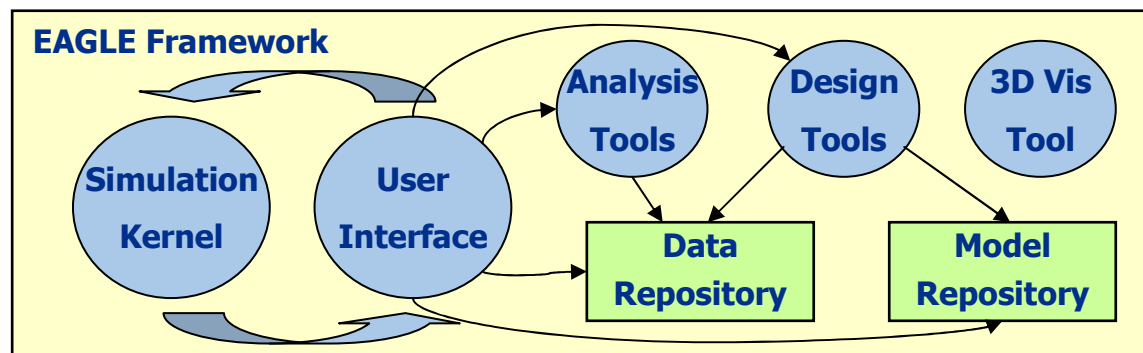 EAGLE Framework
Simulation
Kernel
User
Interface
Analysis
Tools
Design
Tools
3D Vis
Tool
Data
Repository
Model
Repository